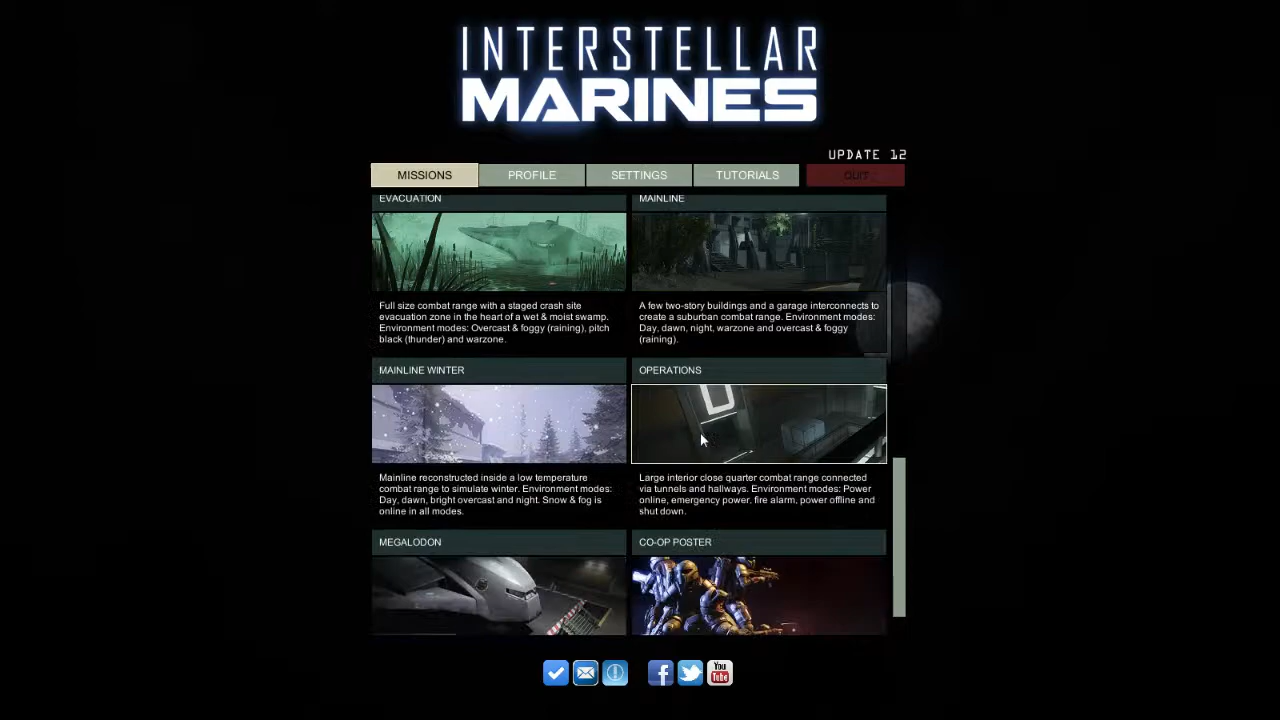 INTERSTELLAR
MARINES
UPDATE 12
MISSIONS
PROFILE
SETTINGS
TUTORIALS
QUIT
EVACUATION
Full size combat range with a staged crash site
evacuation zone in the heart of a wet & moist swamp.
Environment modes: Overcast & foggy (raining), pitch
black (thunder) and warzone.
MAINLINE
A few two-story buildings and a garage interconnects to
create a suburban combat range. Environment modes:
Day, dawn, night, warzone and overcast & foggy
(raining).
MAINLINE WINTER
Mainline reconstructed inside a low temperature
combat range to simulate winter. Environment modes:
Day, dawn, bright overcast and night. Snow & fog is
online in all modes.
OPERATIONS
Large interior close quarter combat range connected
via tunnels and hallways. Environment modes: Power
online, emergency power, fire alarm, power offline and
shut down.
MEGALODON
CO-OP POSTER
You
Tube